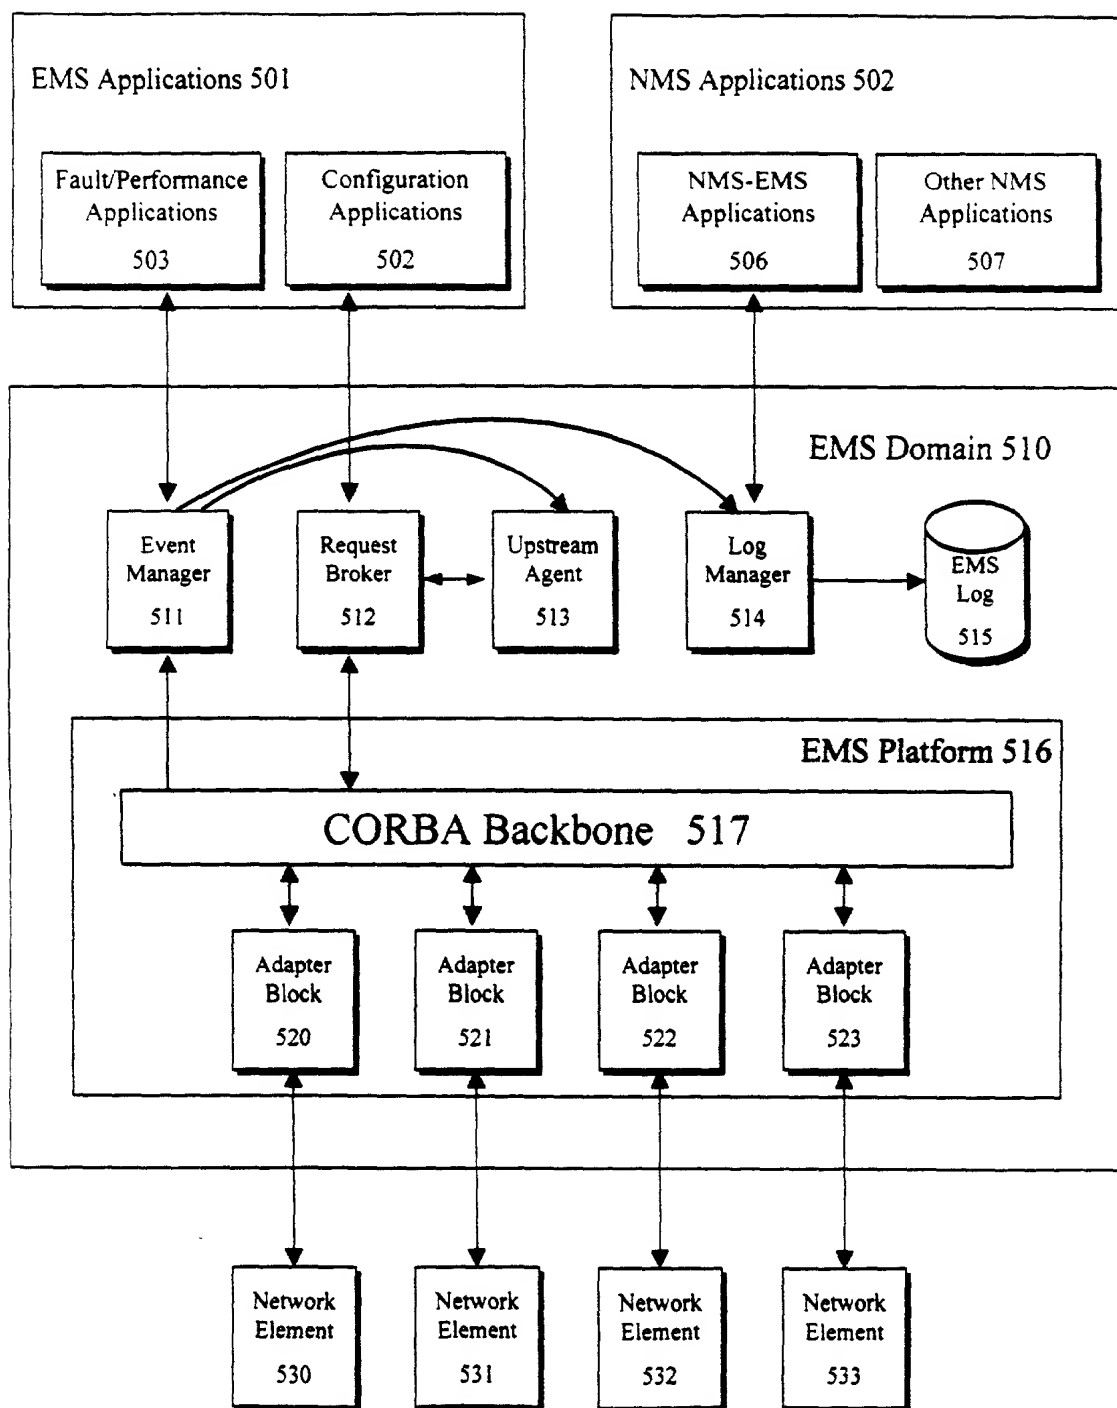 EMS Applications 501
NMS Applications 502
Fault/Performance
Applications
503
Configuration
Applications
502
NMS-EMS
Applications
506
Other NMS
Applications
507
EMS Domain 510
Event
Manager
511
Request
Broker
512
Upstream
Agent
513
Log
Manager
514
EMS
Log
515
EMS Platform 516
CORBA Backbone 517
Adapter
Block
520
Adapter
Block
521
Adapter
Block
522
Adapter
Block
523
Network
Element
530
Network
Element
531
Network
Element
532
Network
Element
533